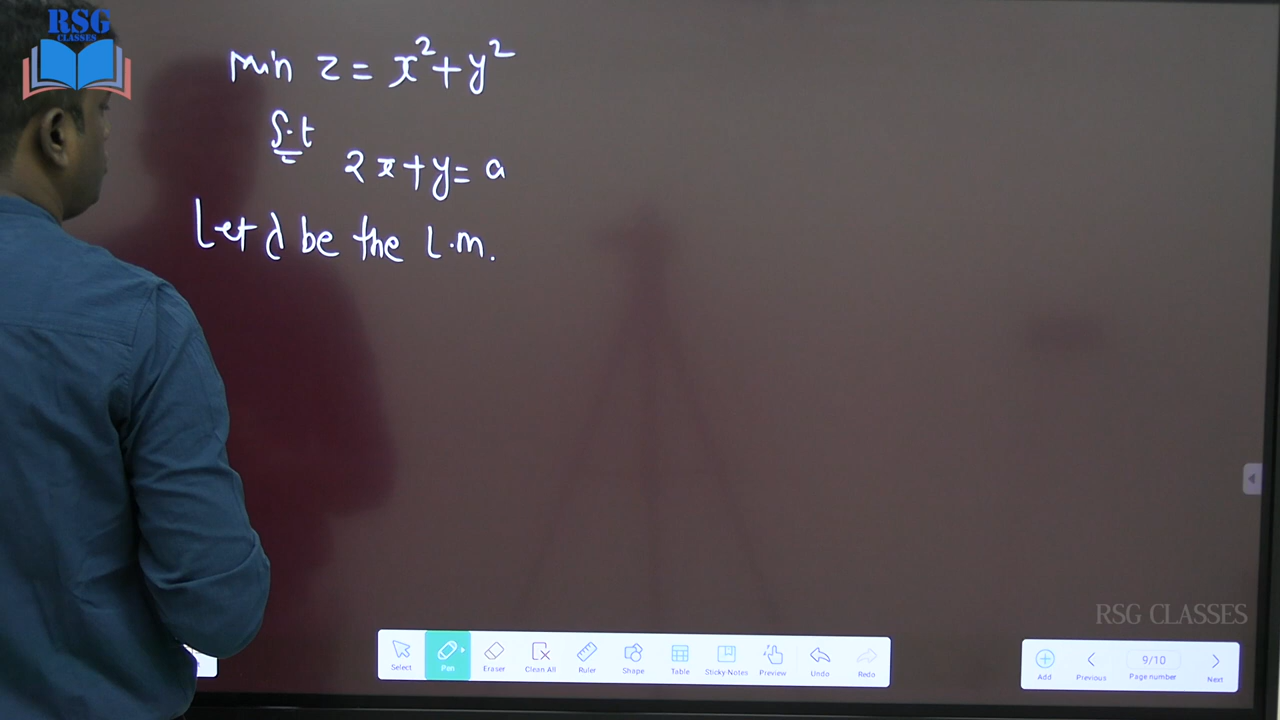 RSG
CLASSES
Min z = x² + y²
S.t
2x + y = a
Let λ be the L.m.
RSG CLASSES
Select
Pen
Eraser
Clean All
Ruler
Shape
Table
Sticky Notes
Preview
Undo
Redo
Add
Previous
9/10
Page number
Next